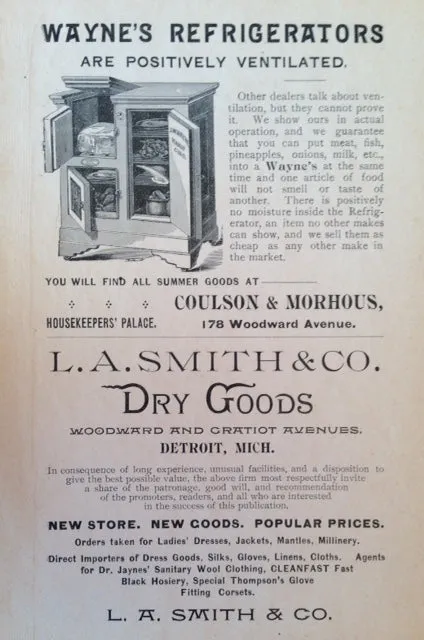 WAYNE'S REFRIGERATORS
ARE POSITIVELY VENTILATED.
Other dealers talk about ven-
tilation, but they cannot prove
it. We show ours in actual
operation, and we guarantee
that you can put meat, fish,
pineapples, onions, milk, etc.,
into a Wayne's at the same
time and one article of food
will not smell or taste of
another. There is positively
no moisture inside the Refrig-
erator, an item no other makes
can show, and we sell them as
cheap as any other make in
the market.
YOU WILL FIND ALL SUMMER GOODS AT
COULSON & MORHOUS,
HOUSEKEEPERS' PALACE. 178 Woodward Avenue.
L. A. SMITH & CO.
DRY GOODS
WOODWARD AND GRATIOT AVENUES.
DETROIT, MICH.
In consequence of long experience, unusual facilities, and a disposition to
give the best possible value, the above firm most respectfully invite
a share of the patronage, good will, and recommendation
of the promoters, readers, and all who are interested
in the success of this publication.
NEW STORE. NEW GOODS. POPULAR PRICES.
Orders taken for Ladies' Dresses, Jackets, Mantles, Millinery.
Direct Importers of Dress Goods, Silks, Gloves, Linens, Cloths. Agents
for Dr. Jaynes' Sanitary Wool Clothing, CLEANFAST Fast
Black Hosiery, Special Thompson's Glove
Fitting Corsets.
L. A. SMITH & CO.